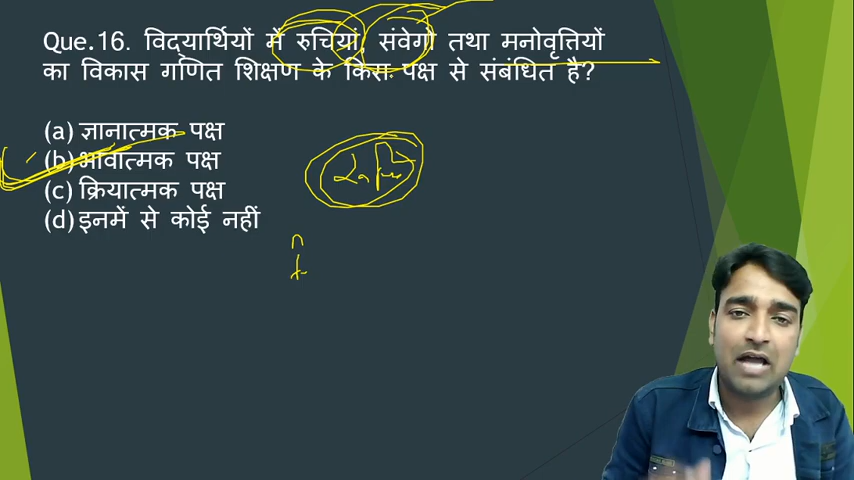 Que.16. विद्यार्थियों में रुचियां, संवेगो तथा मनोवृत्तियों
का विकास गणित शिक्षण के किस पक्ष से संबंधित है?
(a) ज्ञानात्मक पक्ष
(b) भावात्मक पक्ष
(c) क्रियात्मक पक्ष
(d) इनमें से कोई नहीं